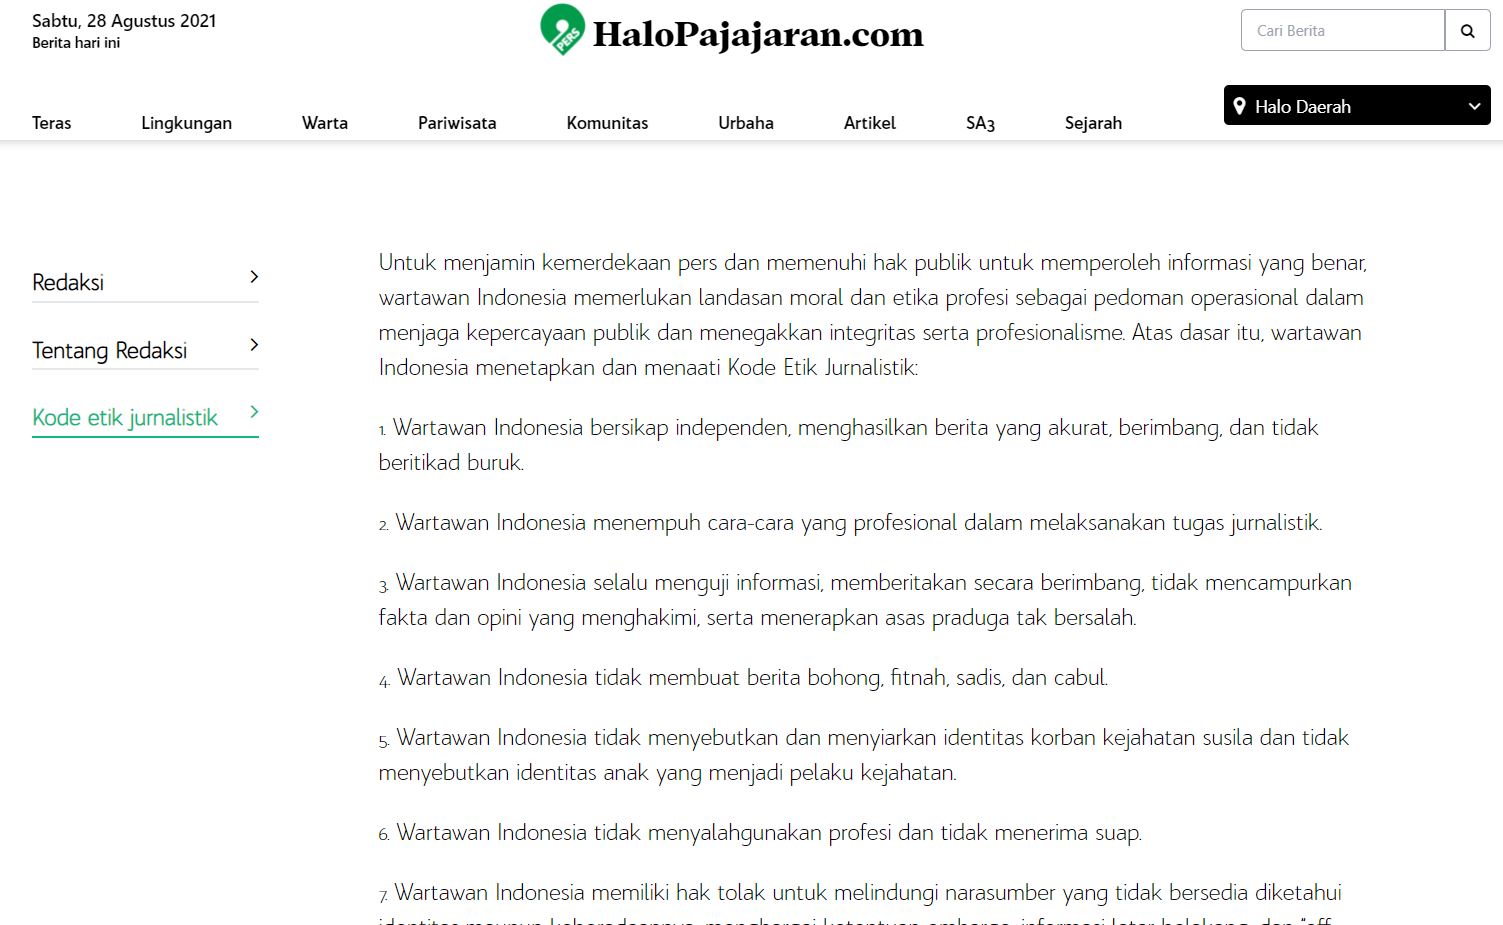 Sabtu, 28 Agustus 2021
Berita hari ini
PERS
HaloPajajaran.com
Cari Berita
Halo Daerah
Teras
Lingkungan
Warta
Pariwisata
Komunitas
Urbaha
Artikel
SA3
Sejarah
Redaksi
Tentang Redaksi
Kode etik jurnalistik
Untuk menjamin kemerdekaan pers dan memenuhi hak publik untuk memperoleh informasi yang benar,
wartawan Indonesia memerlukan landasan moral dan etika profesi sebagai pedoman operasional dalam
menjaga kepercayaan publik dan menegakkan integritas serta profesionalisme. Atas dasar itu, wartawan
Indonesia menetapkan dan menaati Kode Etik Jurnalistik:
1. Wartawan Indonesia bersikap independen, menghasilkan berita yang akurat, berimbang, dan tidak
beritikad buruk.
2. Wartawan Indonesia menempuh cara-cara yang profesional dalam melaksanakan tugas jurnalistik.
3. Wartawan Indonesia selalu menguji informasi, memberitakan secara berimbang, tidak mencampurkan
fakta dan opini yang menghakimi, serta menerapkan asas praduga tak bersalah.
4. Wartawan Indonesia tidak membuat berita bohong, fitnah, sadis, dan cabul.
5. Wartawan Indonesia tidak menyebutkan dan menyiarkan identitas korban kejahatan susila dan tidak
menyebutkan identitas anak yang menjadi pelaku kejahatan.
6. Wartawan Indonesia tidak menyalahgunakan profesi dan tidak menerima suap.
7. Wartawan Indonesia memiliki hak tolak untuk melindungi narasumber yang tidak bersedia diketahui